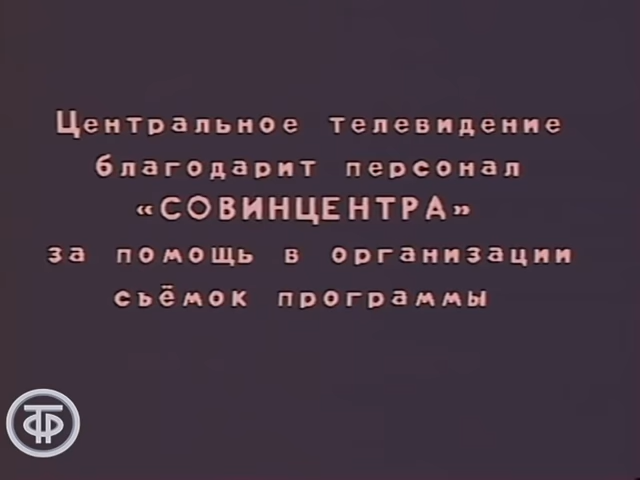 Центральное телевидение
благодарит персонал
«СОВИНЦЕНТРА»
за помощь в организации
съёмок программы